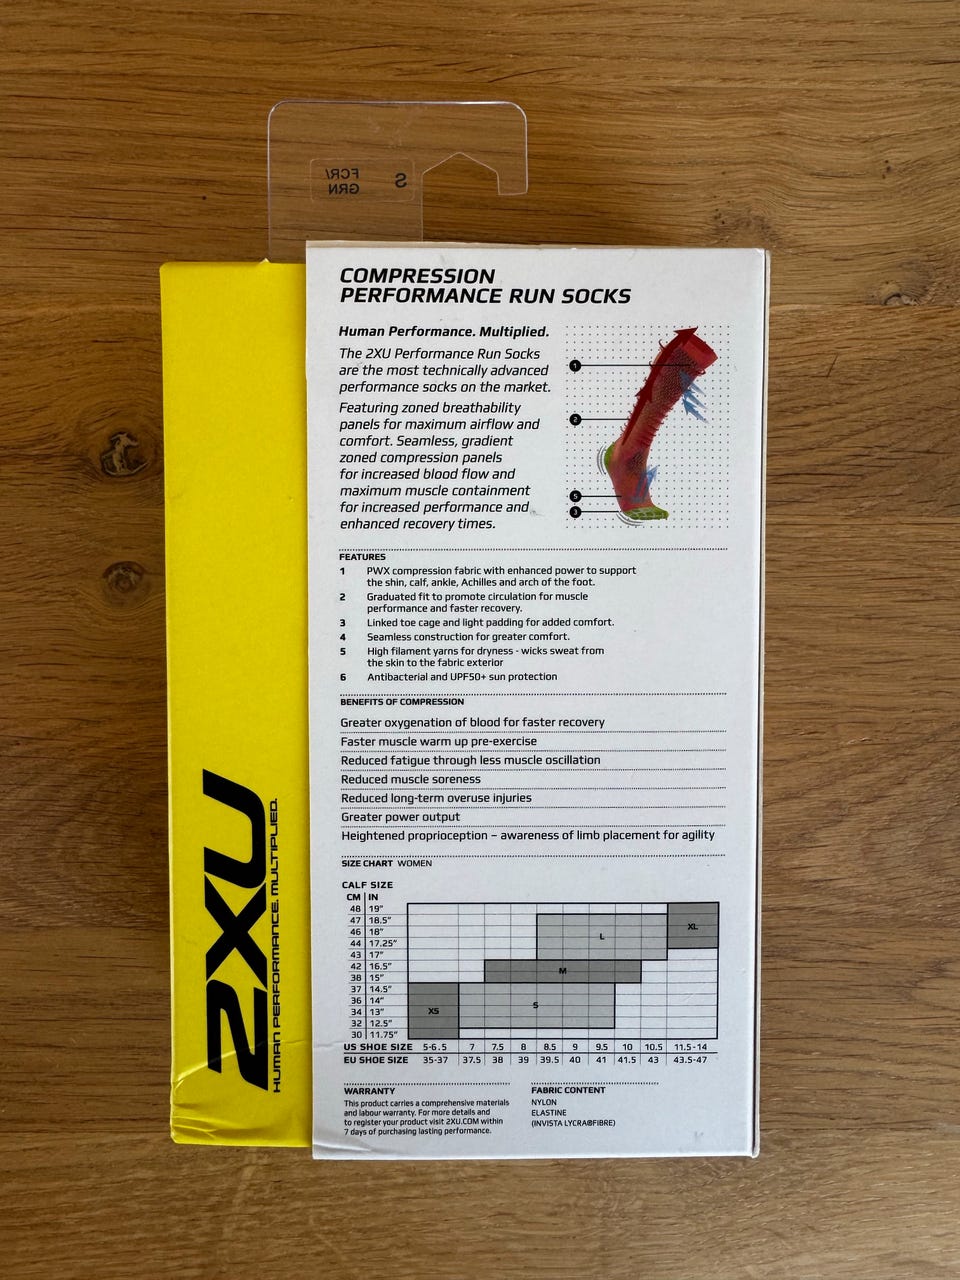 FCR/
GRN
S
COMPRESSION
PERFORMANCE RUN SOCKS
Human Performance. Multiplied.
The 2XU Performance Run Socks
are the most technically advanced
performance socks on the market.
Featuring zoned breathability
panels for maximum airflow and
comfort. Seamless, gradient
zoned compression panels
for increased blood flow and
maximum muscle containment
for increased performance and
enhanced recovery times.
1
2
5
3
FEATURES
1 PWX compression fabric with enhanced power to support
the shin, calf, ankle, Achilles and arch of the foot.
2 Graduated fit to promote circulation for muscle
performance and faster recovery.
3 Linked toe cage and light padding for added comfort.
4 Seamless construction for greater comfort.
5 High filament yarns for dryness - wicks sweat from
the skin to the fabric exterior
6 Antibacterial and UPF50+ sun protection
BENEFITS OF COMPRESSION
Greater oxygenation of blood for faster recovery
Faster muscle warm up pre-exercise
Reduced fatigue through less muscle oscillation
Reduced muscle soreness
Reduced long-term overuse injuries
Greater power output
Heightened proprioception – awareness of limb placement for agility
SIZE CHART WOMEN
CALF SIZE
CM IN
48 19"
47 18.5"
46 18"
44 17.25"
43 17"
42 16.5"
38 15"
37 14.5"
36 14"
34 13"
32 12.5"
30 11.75"
XL
L
M
S
XS
US SHOE SIZE 5-6.5 7 7.5 8 8.5 9 9.5 10 10.5 11.5-14
EU SHOE SIZE 35-37 37.5 38 39 39.5 40 41 41.5 43 43.5-47
WARRANTY
This product carries a comprehensive materials
and labour warranty. For more details and
to register your product visit 2XU.COM within
7 days of purchasing lasting performance.
FABRIC CONTENT
NYLON
ELASTINE
(INVISTA LYCRA®FIBRE)
2XU
HUMAN PERFORMANCE. MULTIPLIED.